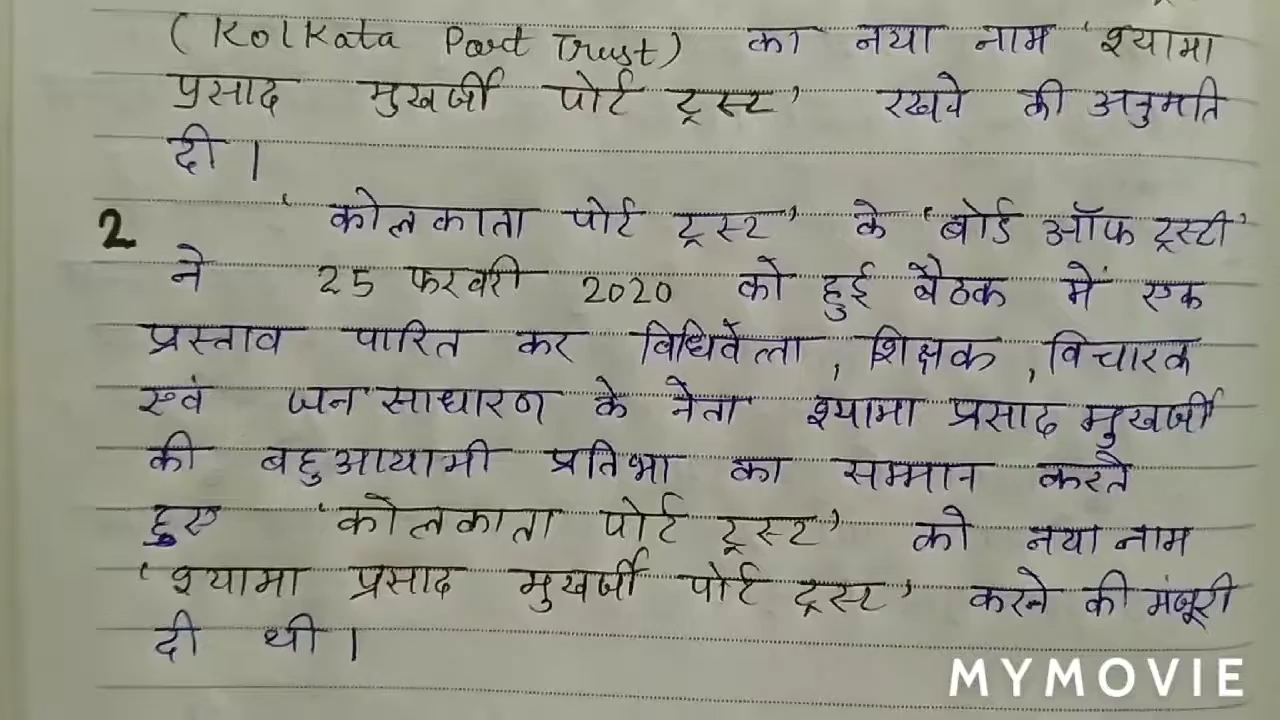 (Kolkata Port Trust) का नया नाम 'श्यामा
प्रसाद मुखर्जी पोर्ट ट्रस्ट' रखने की अनुमति
दी।
2 'कोलकाता पोर्ट ट्रस्ट' के 'बोर्ड ऑफ ट्रस्टी'
ने 25 फरवरी 2020 को हुई बैठक में एक
प्रस्ताव पारित कर विधिवेत्ता, शिक्षक, विचारक
एवं जन साधारण के नेता श्यामा प्रसाद मुखर्जी
की बहुआयामी प्रतिभा का सम्मान करते
हुए 'कोलकाता पोर्ट ट्रस्ट' को नया नाम
'श्यामा प्रसाद मुखर्जी पोर्ट ट्रस्ट' करने की मंजूरी
दी थी।
MYMOVIE